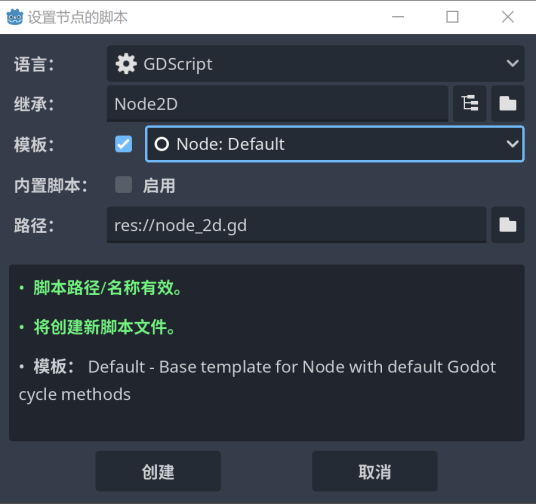 设置节点的脚本
语言： GDScript
继承： Node2D
模板： Node: Default
内置脚本： 启用
路径： res://node_2d.gd
• 脚本路径/名称有效。
• 将创建新脚本文件。
• 模板： Default - Base template for Node with default Godot
cycle methods
创建 取消